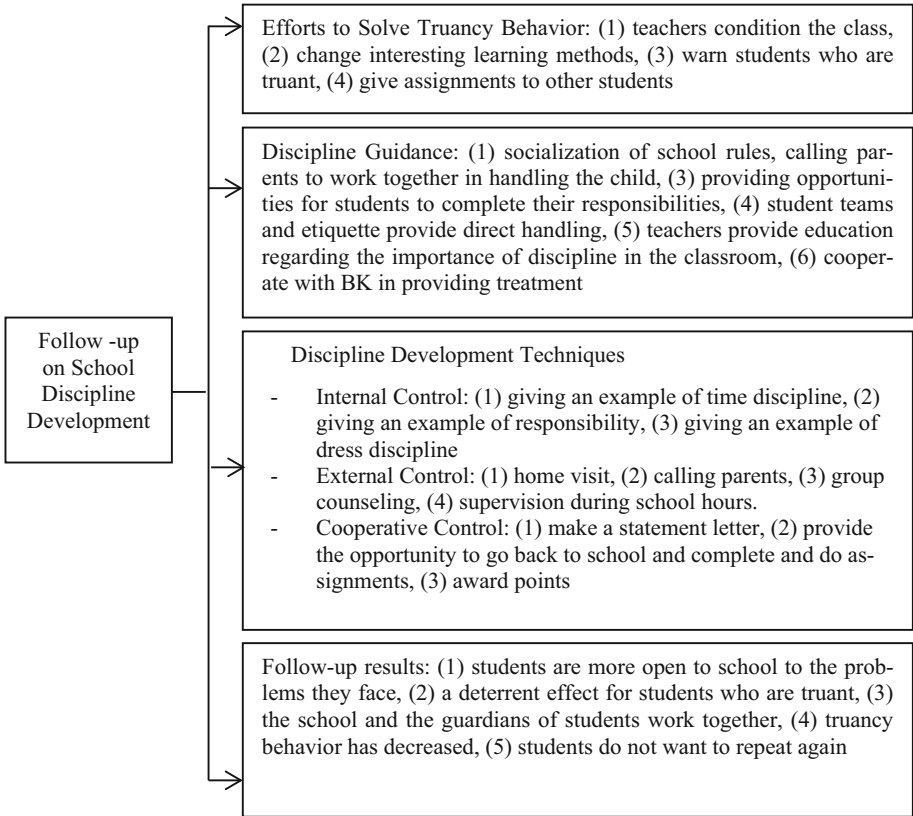 Efforts to Solve Truancy Behavior: (1) teachers condition the class,
(2) change interesting learning methods, (3) warn students who are
truant, (4) give assignments to other students
Discipline Guidance: (1) socialization of school rules, calling par-
ents to work together in handling the child, (3) providing opportuni-
ties for students to complete their responsibilities, (4) student teams
and etiquette provide direct handling, (5) teachers provide education
regarding the importance of discipline in the classroom, (6) cooper-
ate with BK in providing treatment
Follow -up
on School
Discipline
Development
Discipline Development Techniques
- Internal Control: (1) giving an example of time discipline, (2)
giving an example of responsibility, (3) giving an example of
dress discipline
- External Control: (1) home visit, (2) calling parents, (3) group
counseling, (4) supervision during school hours.
- Cooperative Control: (1) make a statement letter, (2) provide
the opportunity to go back to school and complete and do as-
signments, (3) award points
Follow-up results: (1) students are more open to school to the prob-
lems they face, (2) a deterrent effect for students who are truant, (3)
the school and the guardians of students work together, (4) truancy
behavior has decreased, (5) students do not want to repeat again